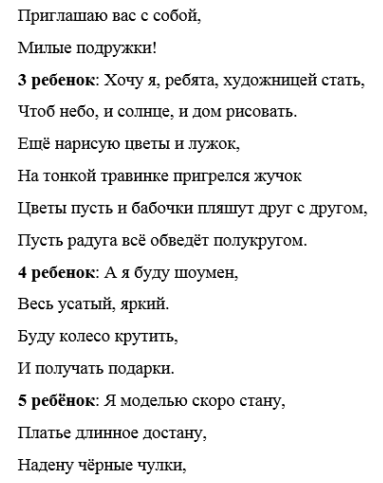 Приглашаю вас с собой,
Милые подружки!
3 ребенок: Хочу я, ребята, художницей стать,
Чтоб небо, и солнце, и дом рисовать.
Ещё нарисую цветы и лужок,
На тонкой травинке пригрелся жучок
Цветы пусть и бабочки пляшут друг с другом,
Пусть радуга всё обведёт полукругом.
4 ребенок: А я буду шоумен,
Весь усатый, яркий.
Буду колесо крутить,
И получать подарки.
5 ребёнок: Я моделью скоро стану,
Платье длинное достану,
Надену чёрные чулки,